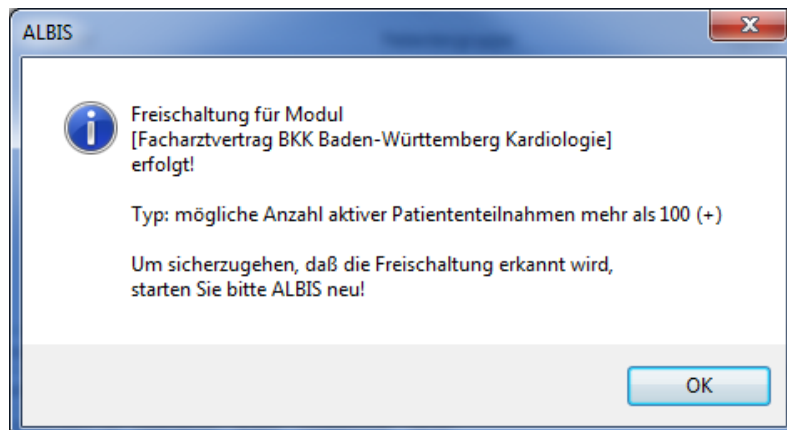 ALBIS
Freischaltung für Modul
[Facharztvertrag BKK Baden-Württemberg Kardiologie]
erfolgt!
Typ: mögliche Anzahl aktiver Patiententeilnahmen mehr als 100 (+)
Um sicherzugehen, daß die Freischaltung erkannt wird,
starten Sie bitte ALBIS neu!
OK